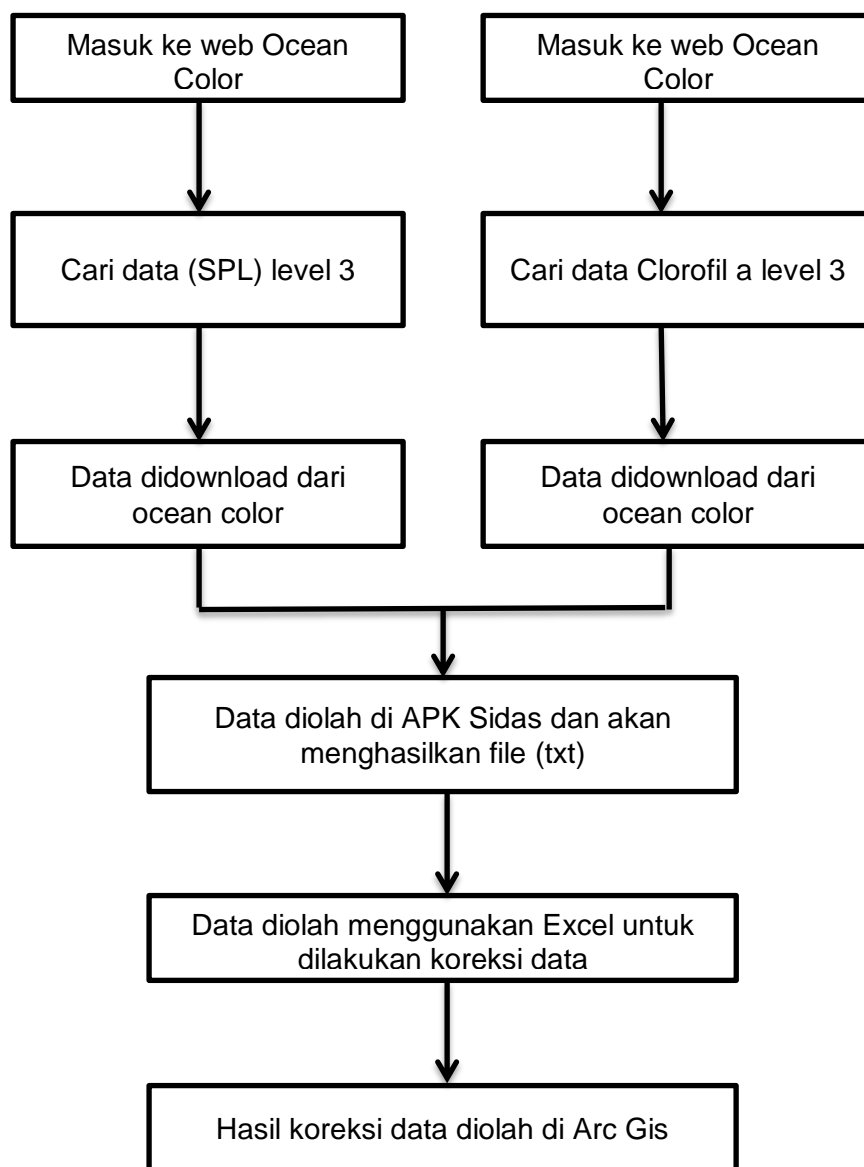 Masuk ke web Ocean
Color
Masuk ke web Ocean
Color
Cari data (SPL) level 3
Cari data Clorofil a level 3
Data didownload dari
ocean color
Data didownload dari
ocean color
Data diolah di APK Sidas dan akan
menghasilkan file (txt)
Data diolah menggunakan Excel untuk
dilakukan koreksi data
Hasil koreksi data diolah di Arc Gis